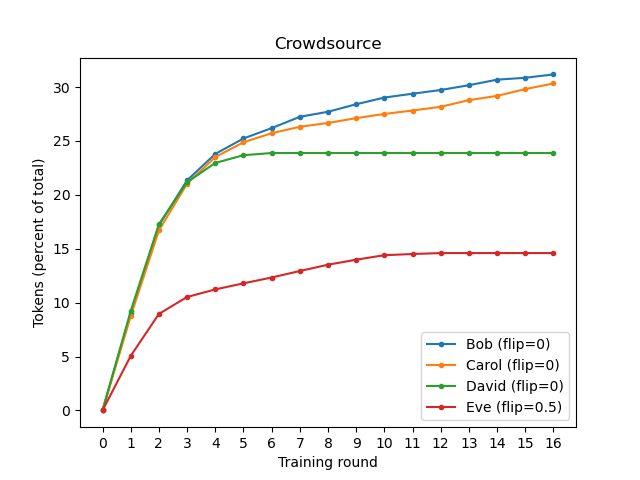 Crowdsource
Tokens (percent of total)
30
25
20
15
10
5
0
0 1 2 3 4 5 6 7 8 9 10 11 12 13 14 15 16
Training round
Bob (flip=0)
Carol (flip=0)
David (flip=0)
Eve (flip=0.5)